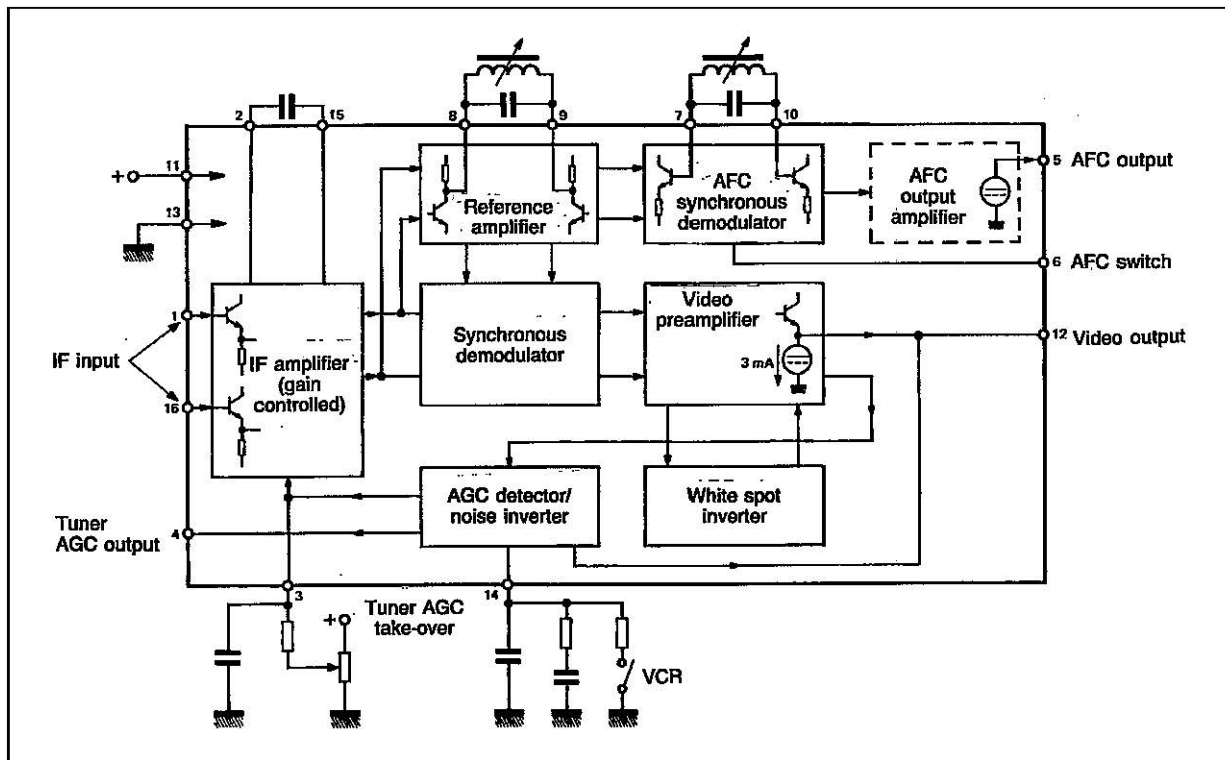 2
15
8
9
7
10
11
+
13
Reference
amplifier
AFC
synchronous
demodulator
AFC
output
amplifier
5 AFC output
6 AFC switch
1
IF input
16
IF amplifier
(gain
controlled)
Synchronous
demodulator
Video
preamplifier
3 mA
12 Video output
AGC detector/
noise inverter
White spot
inverter
Tuner
AGC output
4
3
14
Tuner AGC
take-over
+
VCR